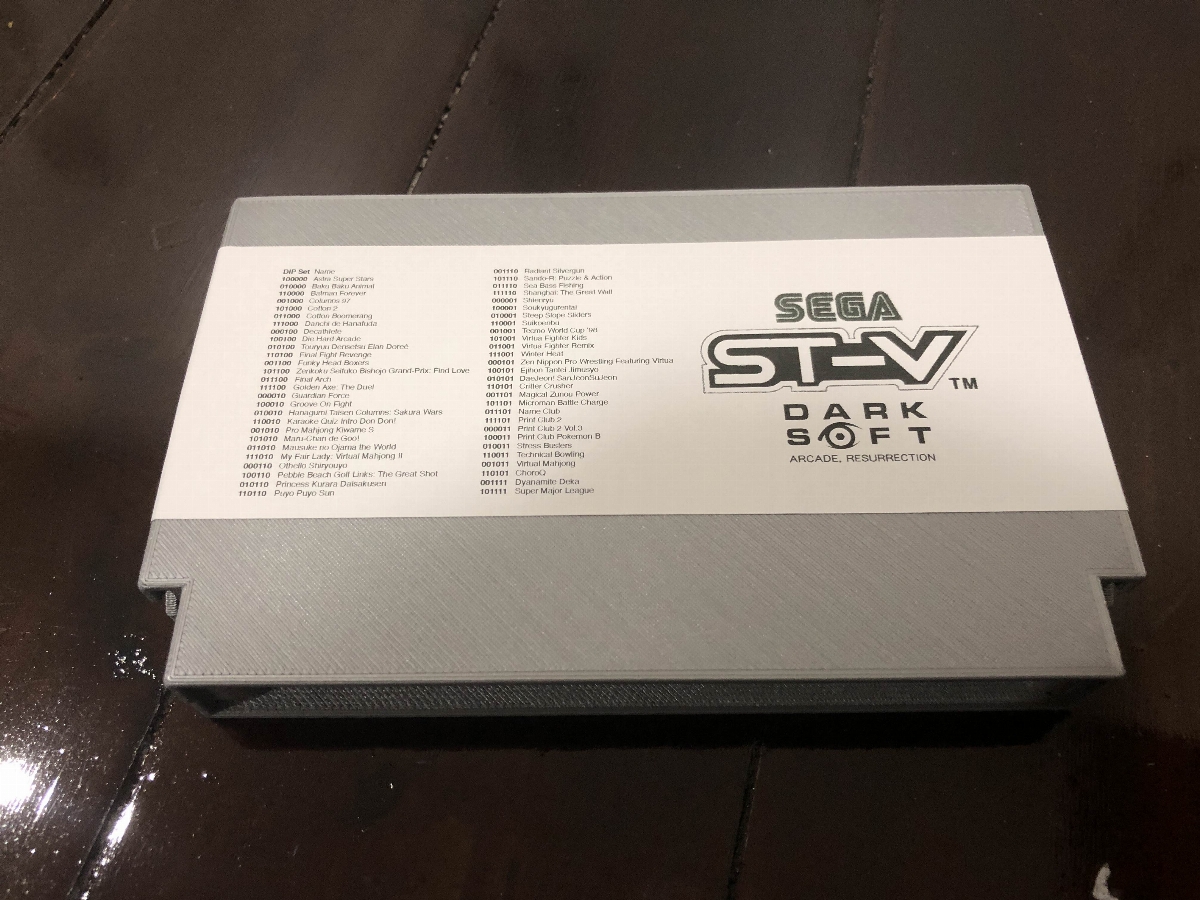 DIP Set Name
100000 Astra Super Stars
010000 Baku Baku Animal
110000 Batman Forever
001000 Columns 97
101000 Cotton 2
011000 Cotton Boomerang
111000 Danchi de Hanafuda
000100 Decathlete
100100 Die Hard Arcade
010100 Touryuu Densetsu Elan Doreé
110100 Final Fight Revenge
001100 Funky Head Boxers
101100 Zenkoku Seifuko Bishojo Grand-Prix: Find Love
011100 Final Arch
111100 Golden Axe: The Duel
000010 Guardian Force
100010 Groove On Fight
010010 Hanagumi Taisen Columns: Sakura Wars
110010 Karaoke Quiz Intro Don Don!
001010 Pro Mahjong Kiwame S
101010 Maru-Chan de Goo!
011010 Mausuke no Ojama the World
111010 My Fair Lady: Virtual Mahjong II
000110 Othello Shiryouyo
100110 Pebble Beach Golf Links: The Great Shot
010110 Princess Kurara Daisakusen
110110 Puyo Puyo Sun
001110 Radiant Silvergun
101110 Sando-R: Puzzle & Action
011110 Sea Bass Fishing
111110 Shanghai: The Great Wall
000001 Shienryu
100001 Soukyugurentai
010001 Steep Slope Sliders
110001 Suikoenbu
001001 Tecmo World Cup '98
101001 Virtua Fighter Kids
011001 Virtua Fighter Remix
111001 Winter Heat
000101 Zen Nippon Pro Wrestling Featuring Virtua
100101 Ejihon Tantei Jimusyo
010101 DaeJeon! SanJeonSuJeon
110101 Critter Crusher
001101 Magical Zunou Power
101101 Microman Battle Charge
011101 Name Club
111101 Print Club 2
000011 Print Club 2 Vol.3
100011 Print Club Pokemon B
010011 Stress Busters
110011 Technical Bowling
001011 Virtual Mahjong
110101 ChoroQ
001111 Dyanamite Deka
101111 Super Major League
SEGA
ST-V TM
DARK
SOFT
ARCADE, RESURRECTION